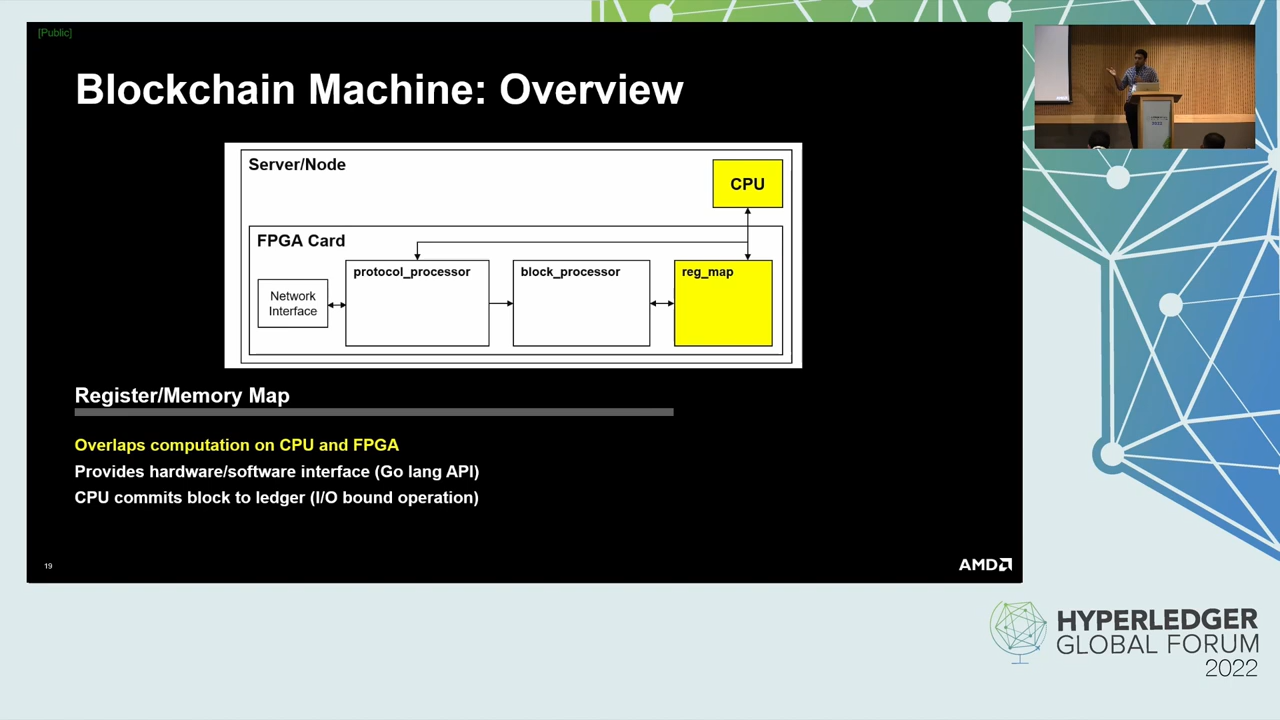 [Public]
Blockchain Machine: Overview
Server/Node
CPU
FPGA Card
protocol_processor
block_processor
reg_map
Network
Interface
Register/Memory Map
Overlaps computation on CPU and FPGA
Provides hardware/software interface (Go lang API)
CPU commits block to ledger (I/O bound operation)
19
AMD
HYPERLEDGER
GLOBAL FORUM
2022